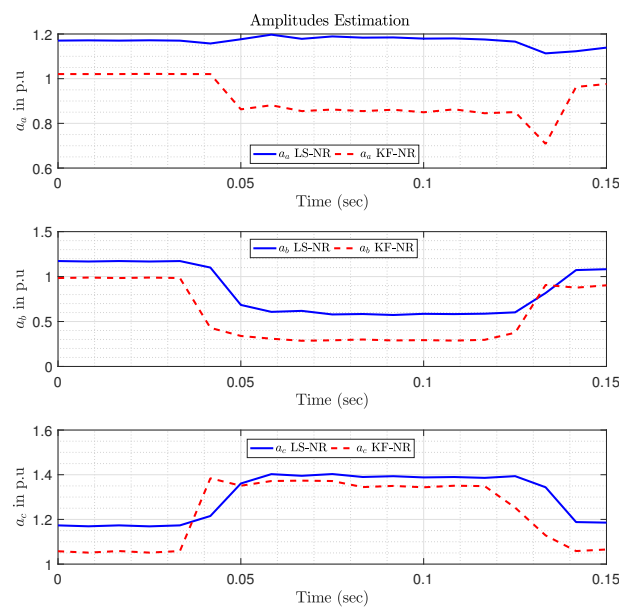 Amplitudes Estimation
1.2
1
0.8
0.6
a_a in p.u
a_a LS-NR a_a KF-NR
0 0.05 0.1 0.15
Time (sec)
1.5
1
0.5
0
a_b in p.u
a_b LS-NR a_b KF-NR
0 0.05 0.1 0.15
Time (sec)
1.6
1.4
1.2
1
a_c in p.u
a_c LS-NR a_c KF-NR
0 0.05 0.1 0.15
Time (sec)